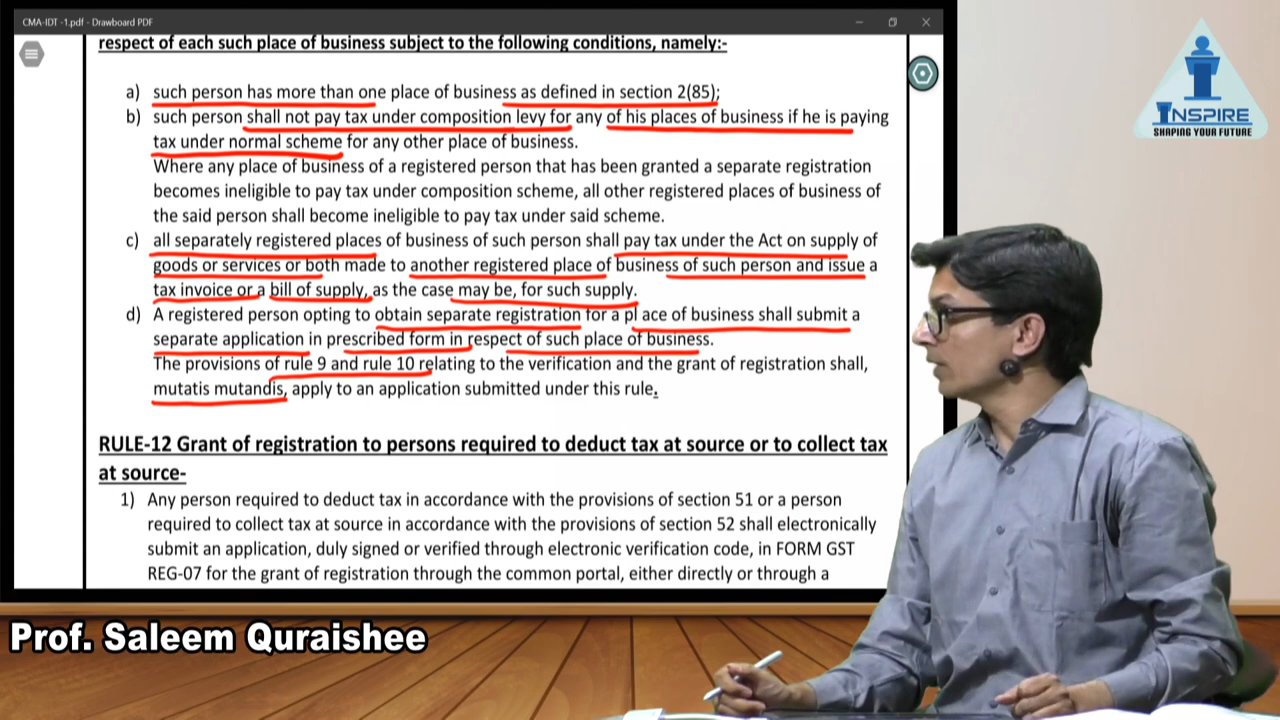 CMA-IDT -1.pdf - Drawboard PDF
respect of each such place of business subject to the following conditions, namely:-
a) such person has more than one place of business as defined in section 2(85);
b) such person shall not pay tax under composition levy for any of his places of business if he is paying
tax under normal scheme for any other place of business.
Where any place of business of a registered person that has been granted a separate registration
becomes ineligible to pay tax under composition scheme, all other registered places of business of
the said person shall become ineligible to pay tax under said scheme.
c) all separately registered places of business of such person shall pay tax under the Act on supply of
goods or services or both made to another registered place of business of such person and issue a
tax invoice or a bill of supply, as the case may be, for such supply.
d) A registered person opting to obtain separate registration for a pl ace of business shall submit a
separate application in prescribed form in respect of such place of business.
The provisions of rule 9 and rule 10 relating to the verification and the grant of registration shall,
mutatis mutandis, apply to an application submitted under this rule.
RULE-12 Grant of registration to persons required to deduct tax at source or to collect tax
at source-
1) Any person required to deduct tax in accordance with the provisions of section 51 or a person
required to collect tax at source in accordance with the provisions of section 52 shall electronically
submit an application, duly signed or verified through electronic verification code, in FORM GST
REG-07 for the grant of registration through the common portal, either directly or through a
INSPIRE
SHAPING YOUR FUTURE
Prof. Saleem Quraishee